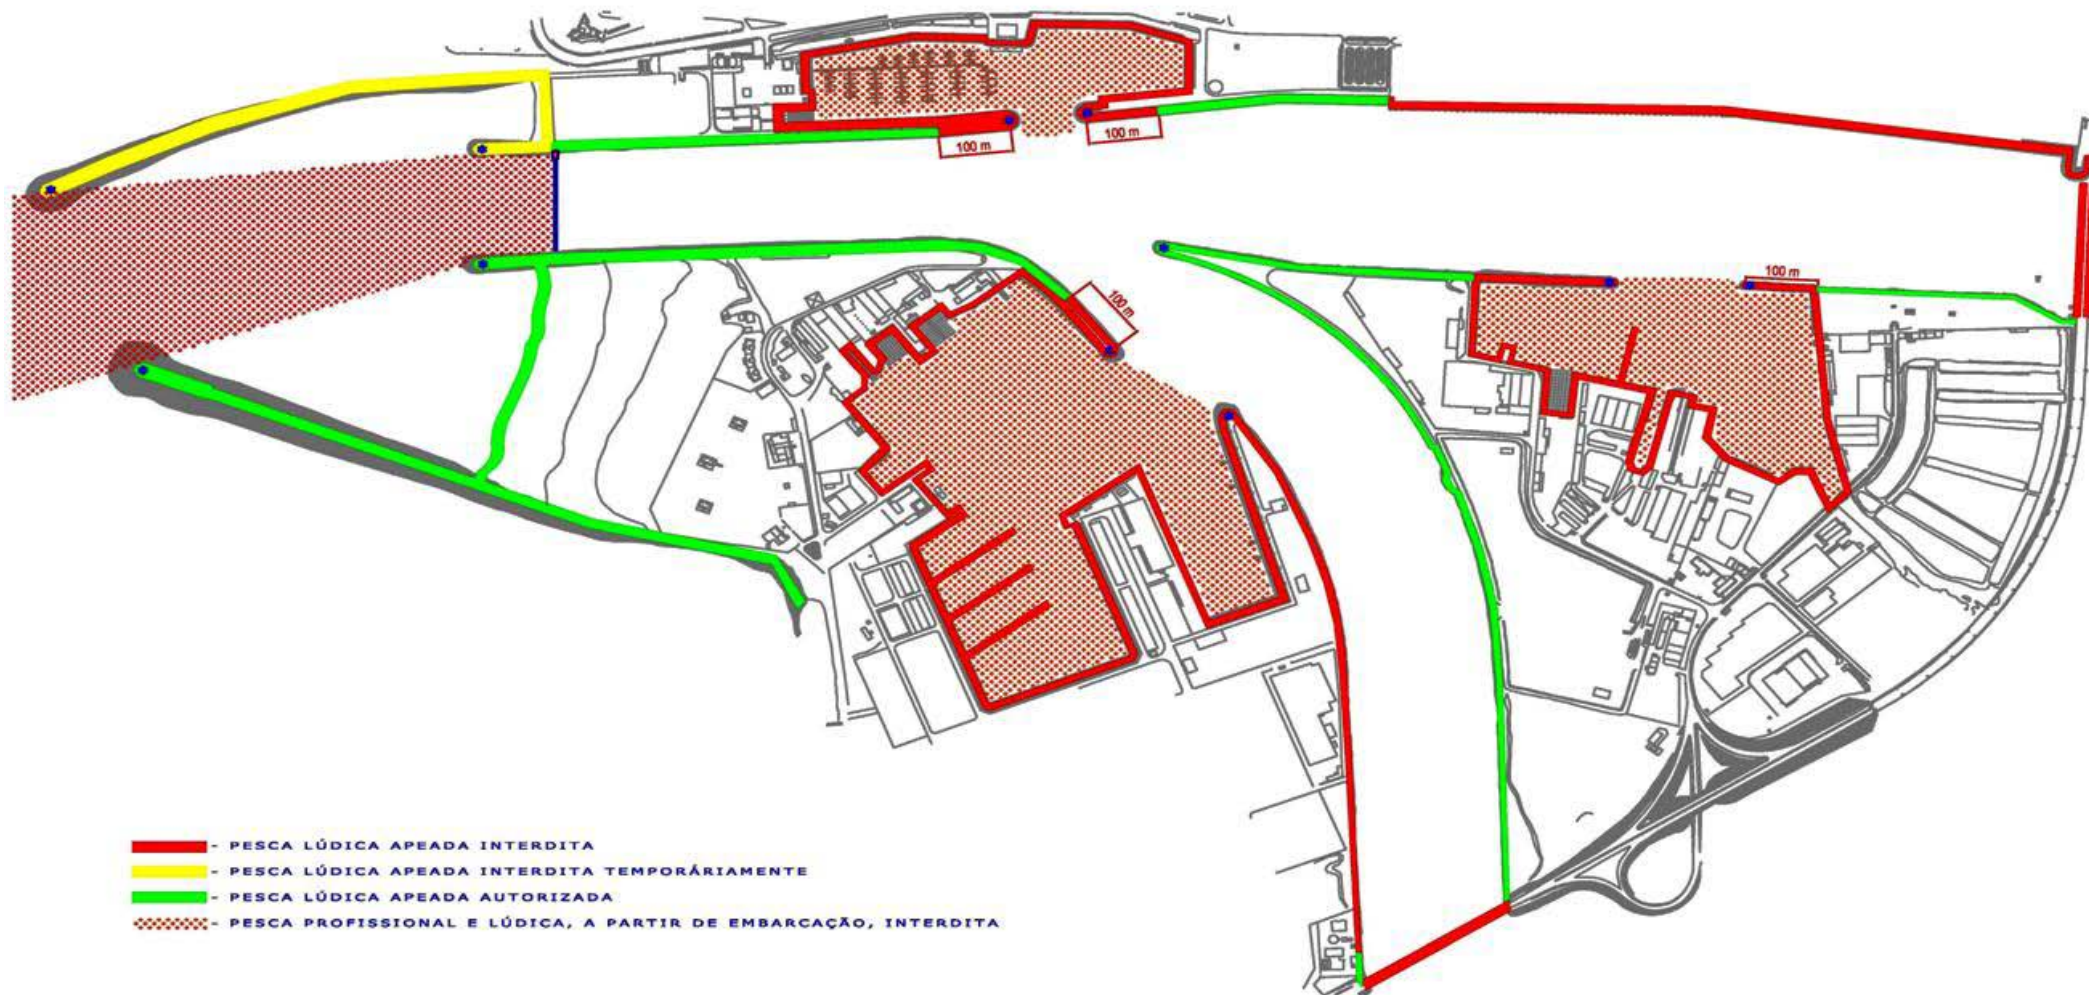 100 m
100 m
100 m
100 m
- PESCA LÚDICA APEADA INTERDITA
- PESCA LÚDICA APEADA INTERDITA TEMPORÁRIAMENTE
- PESCA LÚDICA APEADA AUTORIZADA
- PESCA PROFISSIONAL E LÚDICA, A PARTIR DE EMBARCAÇÃO, INTERDITA